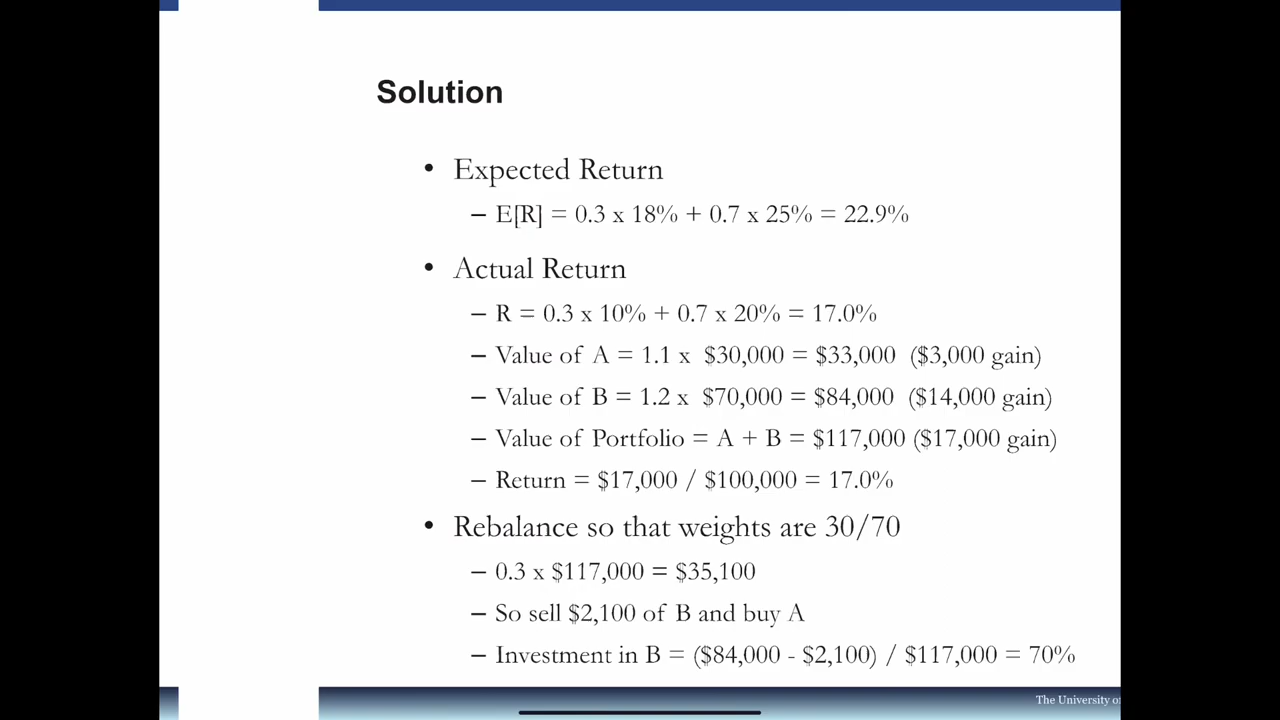 Solution
• Expected Return
– E[R] = 0.3 x 18% + 0.7 x 25% = 22.9%
• Actual Return
– R = 0.3 x 10% + 0.7 x 20% = 17.0%
– Value of A = 1.1 x $30,000 = $33,000 ($3,000 gain)
– Value of B = 1.2 x $70,000 = $84,000 ($14,000 gain)
– Value of Portfolio = A + B = $117,000 ($17,000 gain)
– Return = $17,000 / $100,000 = 17.0%
• Rebalance so that weights are 30/70
– 0.3 x $117,000 = $35,100
– So sell $2,100 of B and buy A
– Investment in B = ($84,000 - $2,100) / $117,000 = 70%
The University of